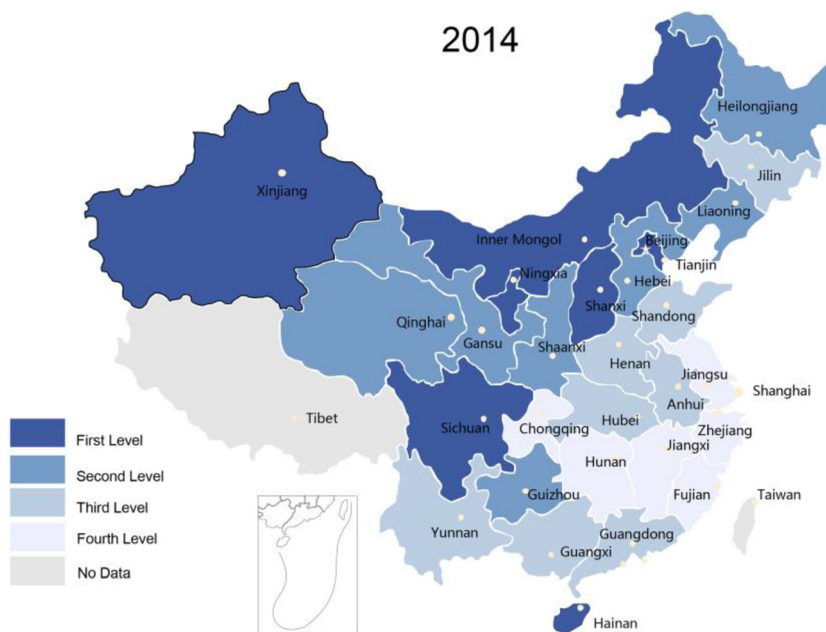 2014
Heilongjiang
Jilin
Xinjiang
Liaoning
Inner Mongol
Beijing
Tianjin
Ningxia
Hebei
Shanxi
Shandong
Qinghai
Gansu
Shaanxi
Henan
Jiangsu
Shanghai
Anhui
Tibet
Sichuan
Chongqing
Hubei
Zhejiang
Jiangxi
Hunan
Guizhou
Fujian
Taiwan
Yunnan
Guangdong
Guangxi
Hainan
First Level
Second Level
Third Level
Fourth Level
No Data